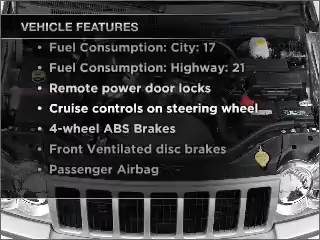 VEHICLE FEATURES
• Fuel Consumption: City: 17
• Fuel Consumption: Highway: 21
• Remote power door locks
• Cruise controls on steering wheel
• 4-wheel ABS Brakes
• Front Ventilated disc brakes
• Passenger Airbag